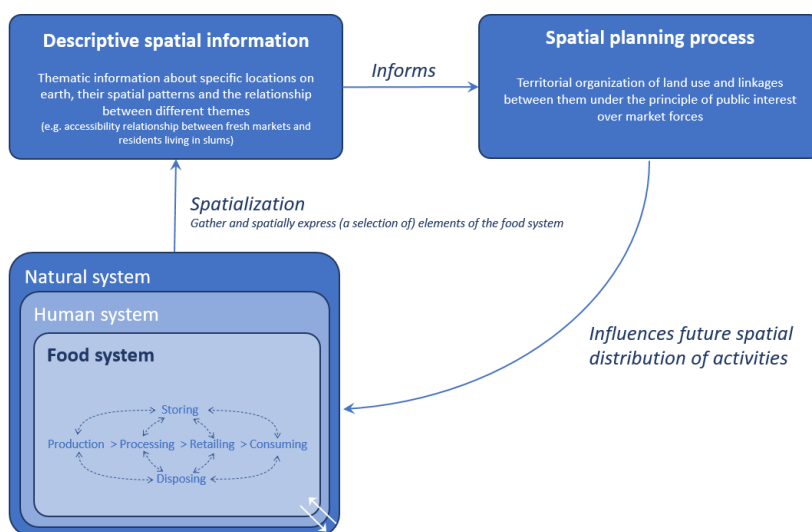 Descriptive spatial information
Thematic information about specific locations on
earth, their spatial patterns and the relationship
between different themes
(e.g. accessibility relationship between fresh markets and
residents living in slums)
Informs
Spatial planning process
Territorial organization of land use and linkages
between them under the principle of public interest
over market forces
Spatialization
Gather and spatially express (a selection of) elements of the food system
Natural system
Human system
Food system
Storing
Production > Processing > Retailing > Consuming
Disposing
Influences future spatial
distribution of activities